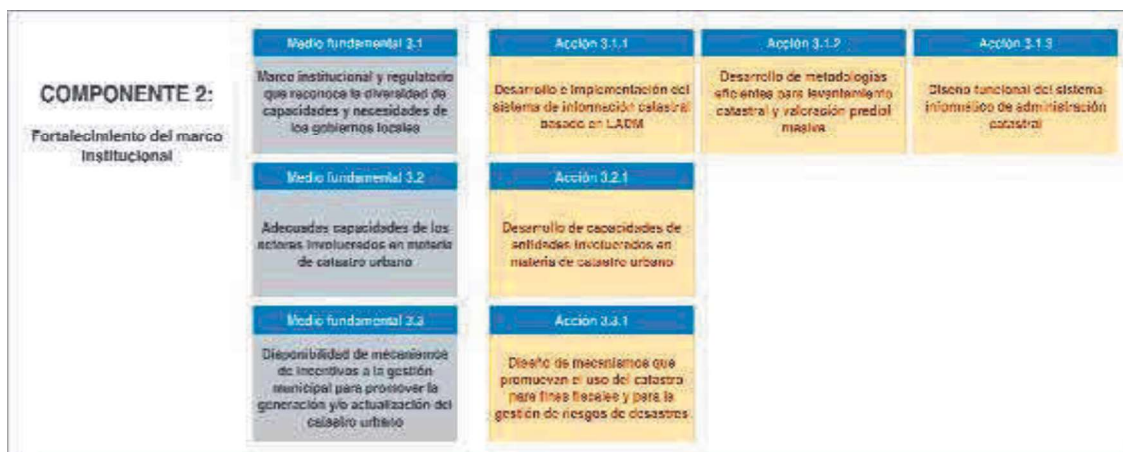 COMPONENTE 2:
Fortalecimiento del marco
institucional
Medio fundamental 3.1
Marco institucional y regulatorio
que reconoce la diversidad de
capacidades y necesidades de
los gobiernos locales
Acción 3.1.1
Desarrollo e implementación del
sistema de información catastral
basado en LADM
Acción 3.1.2
Desarrollo de metodologías
eficientes para levantamiento
catastral y valoración predial
masiva
Acción 3.1.3
Diseño funcional del sistema
informático de administración
catastral
Medio fundamental 3.2
Adecuadas capacidades de los
actores involucrados en materia
de catastro urbano
Acción 3.2.1
Desarrollo de capacidades de
entidades involucrados en
materia de catastro urbano
Medio fundamental 3.3
Disponibilidad de mecanismos
de incentivos a la gestión
municipal para promover la
generación y/o actualización del
catastro urbano
Acción 3.3.1
Diseño de mecanismos que
promuevan el uso del catastro
para fines fiscales y para la
gestión de riesgos de desastres